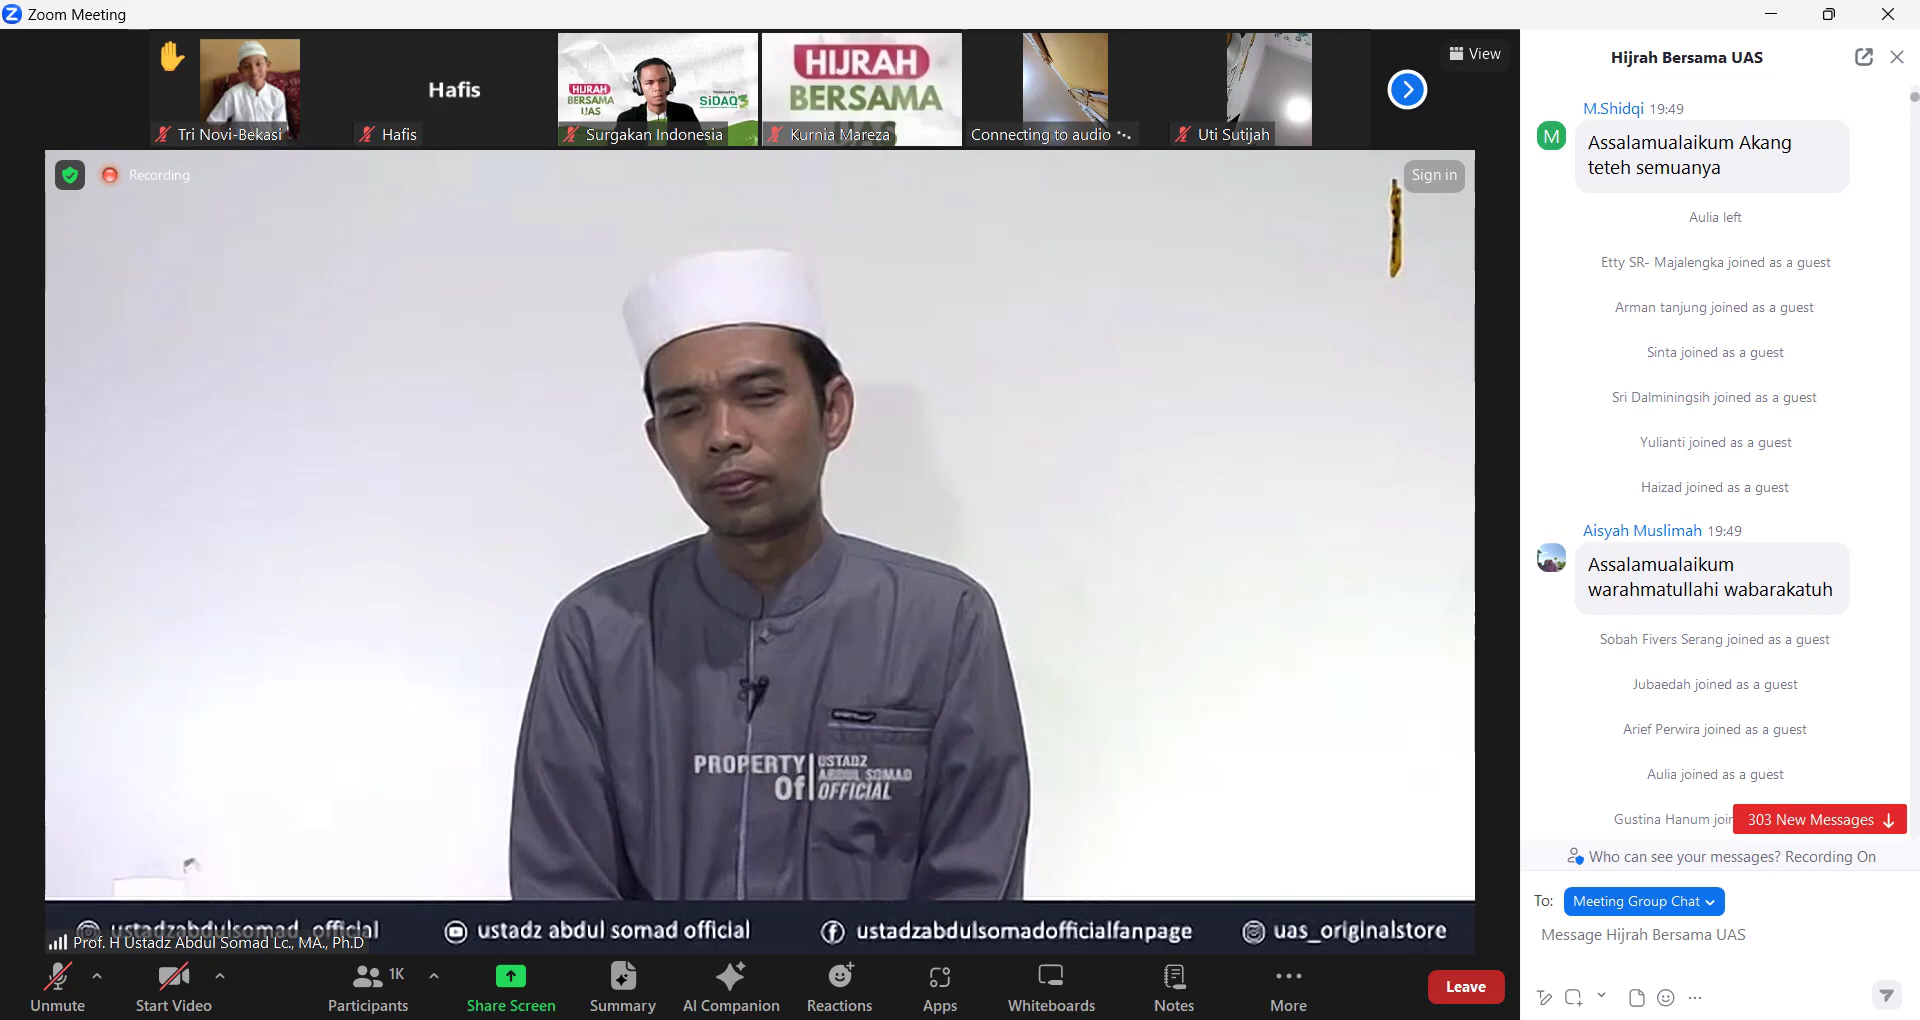 Zoom Meeting
Tri Novi-Bekasi
Hafis
Hafis
HIJRAH
BERSAMA
UAS
SiDAQ3
Surgakan Indonesia
HIJRAH
BERSAMA
UAS
Kurnia Mareza
Connecting to audio
Uti Sutijah
View
Recording
Sign in
PROPERTY
Of
USTADZ
ABDUL SOMAD
OFFICIAL
ustadzabdulsomad_official
ustadz abdul somad official
ustadzabdulsomadofficialfanpage
uas_originalstore
Prof. H Ustadz Abdul Somad Lc., MA., Ph.D
Unmute
Start Video
1K
Participants
Share Screen
Summary
AI Companion
Reactions
Apps
Whiteboards
Notes
More
Leave
Hijrah Bersama UAS
M.Shidqi 19:49
M
Assalamualaikum Akang
teteh semuanya
Aulia left
Etty SR- Majalengka joined as a guest
Arman tanjung joined as a guest
Sinta joined as a guest
Sri Dalminingsih joined as a guest
Yulianti joined as a guest
Haizad joined as a guest
Aisyah Muslimah 19:49
Assalamualaikum
warahmatullahi wabarakatuh
Sobah Fivers Serang joined as a guest
Jubaedah joined as a guest
Arief Perwira joined as a guest
Aulia joined as a guest
Gustina Hanum joi
303 New Messages
Who can see your messages? Recording On
To: Meeting Group Chat
Message Hijrah Bersama UAS